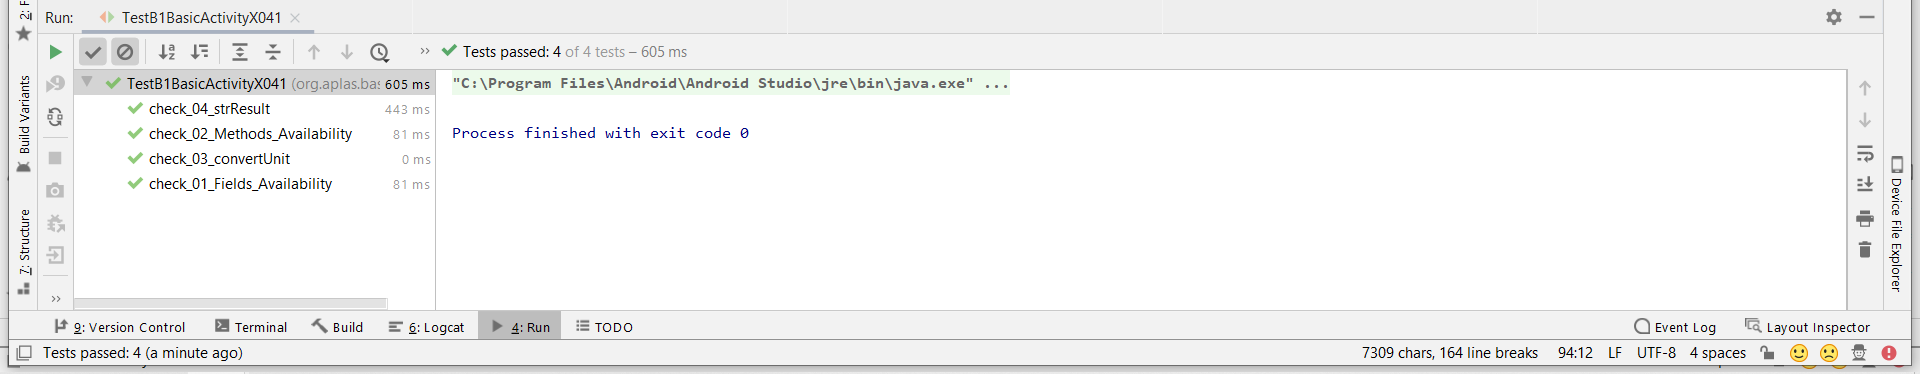 Run: TestB1BasicActivityX041
Tests passed: 4 of 4 tests – 605 ms
TestB1BasicActivityX041 (org.aplas.bas 605 ms
check_04_strResult 443 ms
check_02_Methods_Availability 81 ms
check_03_convertUnit 0 ms
check_01_Fields_Availability 81 ms
"C:\Program Files\Android\Android Studio\jre\bin\java.exe" ...
Process finished with exit code 0
2: F
Build Variants
7: Structure
Device File Explorer
9: Version Control Terminal Build 6: Logcat 4: Run TODO Event Log Layout Inspector
Tests passed: 4 (a minute ago) 7309 chars, 164 line breaks 94:12 LF UTF-8 4 spaces